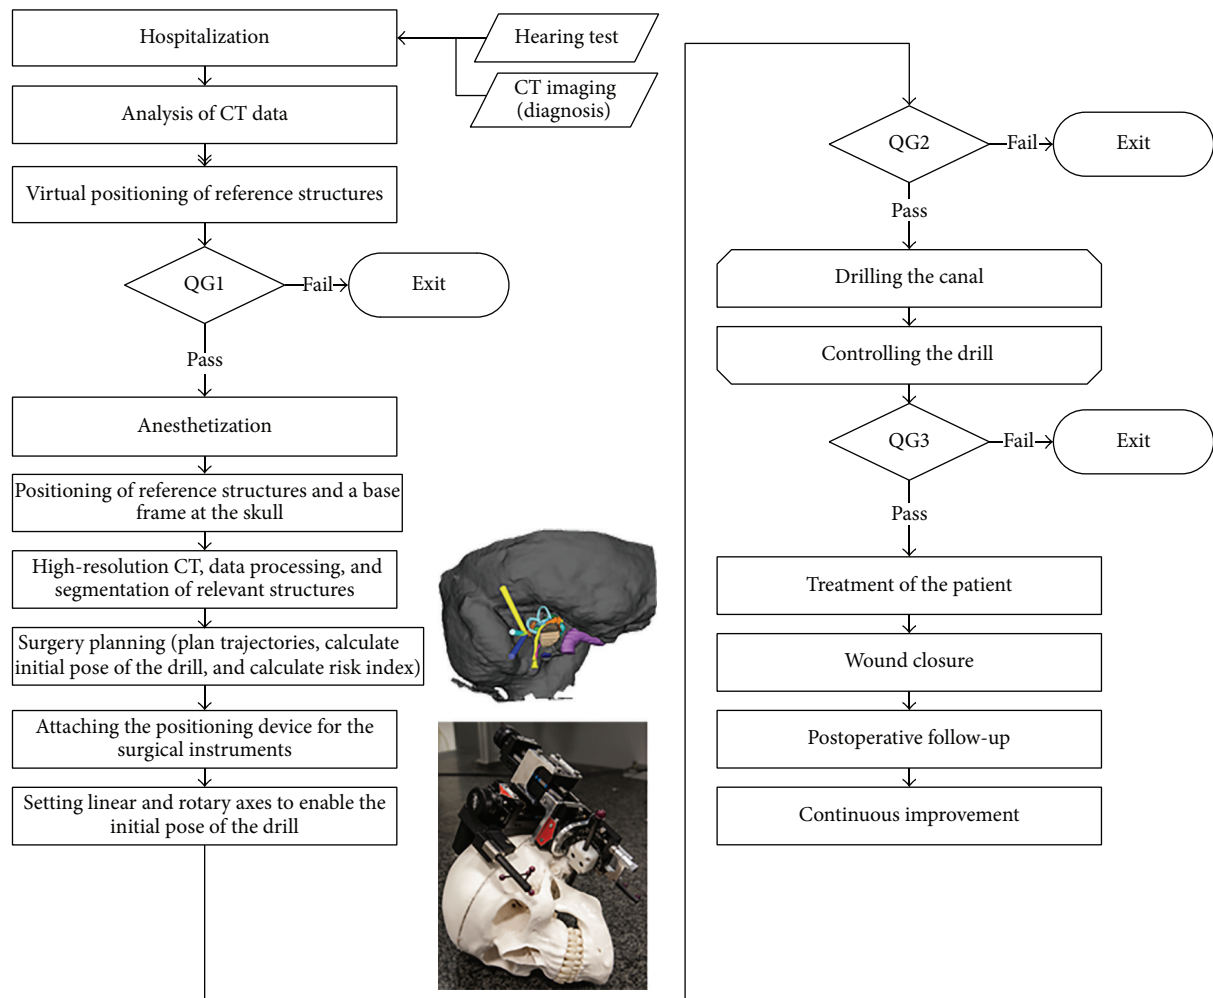 Hospitalization
Hearing test
CT imaging
(diagnosis)
Analysis of CT data
Virtual positioning of reference structures
QG1
Fail
Exit
Pass
Anesthetization
Positioning of reference structures and a base
frame at the skull
High-resolution CT, data processing, and
segmentation of relevant structures
Surgery planning (plan trajectories, calculate
initial pose of the drill, and calculate risk index)
Attaching the positioning device for the
surgical instruments
Setting linear and rotary axes to enable the
initial pose of the drill
QG2
Fail
Exit
Pass
Drilling the canal
Controlling the drill
QG3
Fail
Exit
Pass
Treatment of the patient
Wound closure
Postoperative follow-up
Continuous improvement